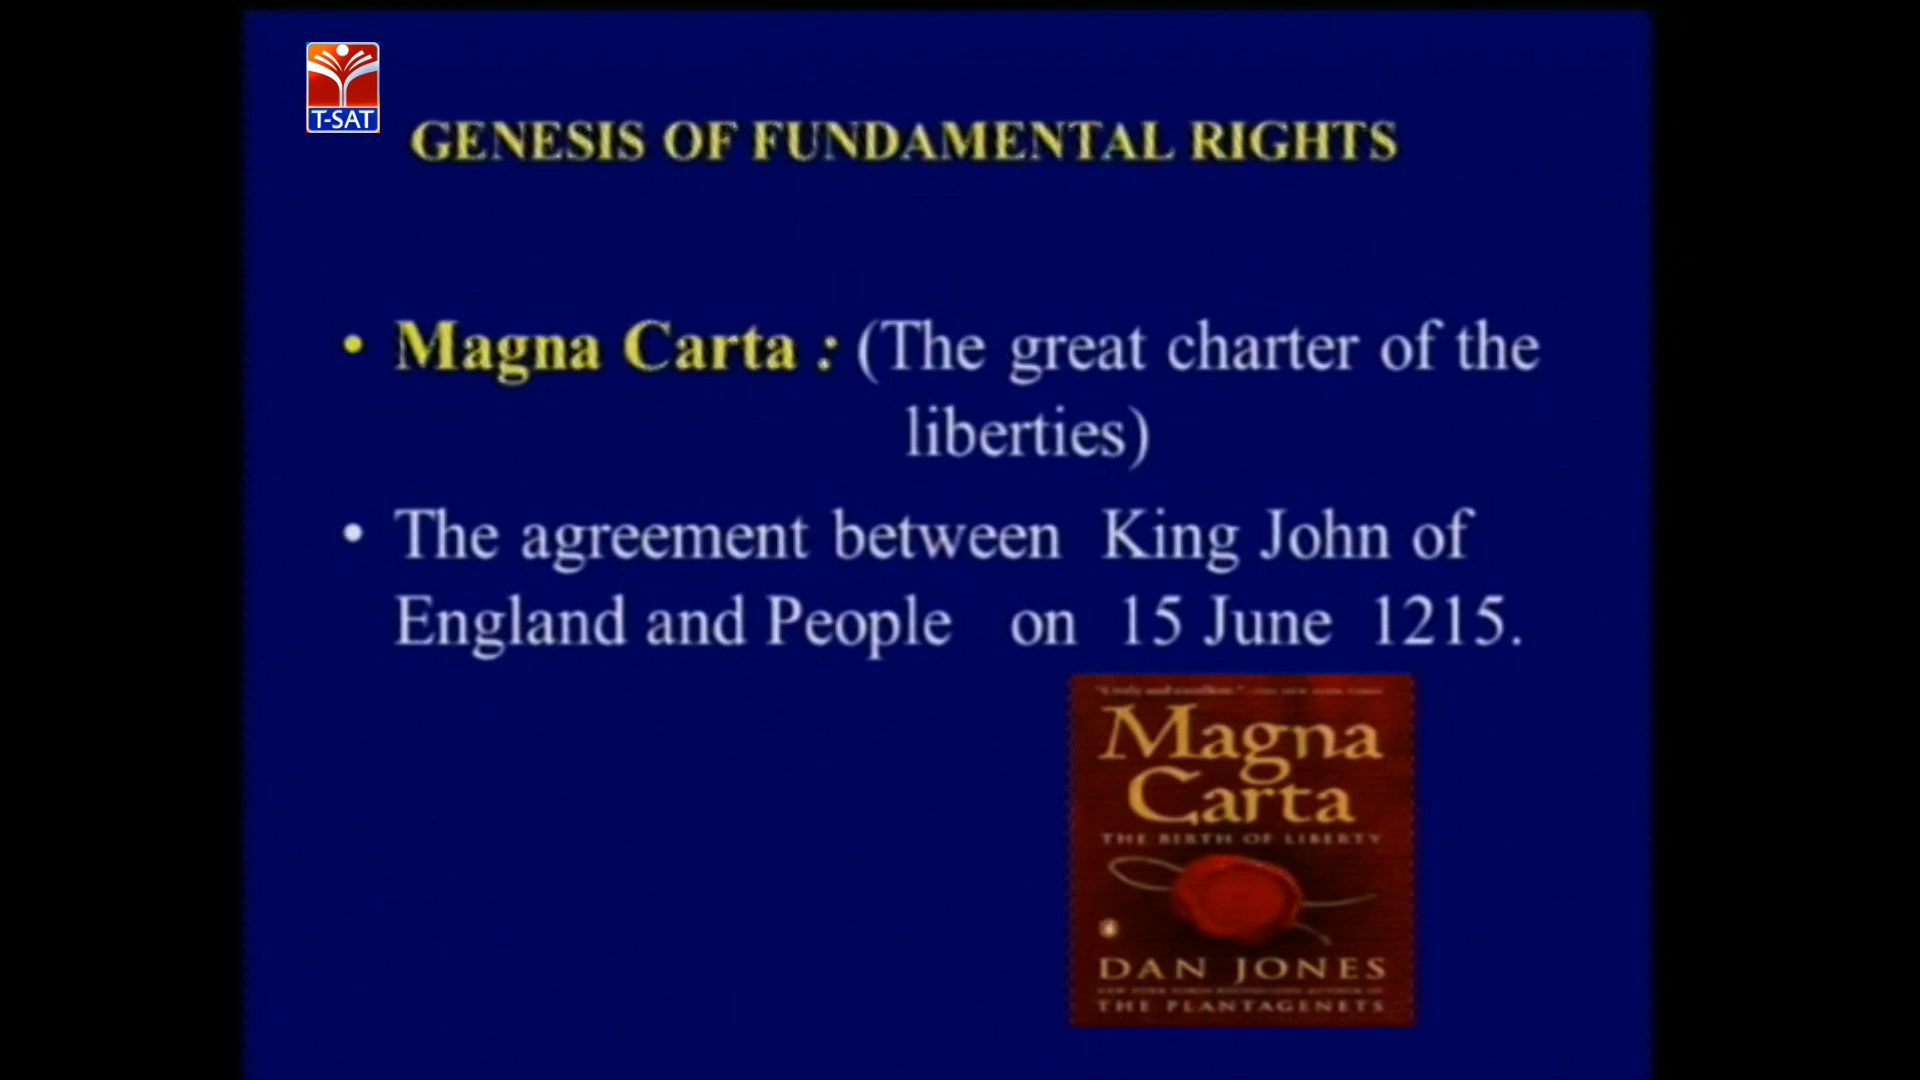 T-SAT
GENESIS OF FUNDAMENTAL RIGHTS
• Magna Carta : (The great charter of the
liberties)
• The agreement between King John of
England and People on 15 June 1215.
Magna
Carta
THE BIRTH OF LIBERTY
DAN JONES
THE PLANTAGENETS